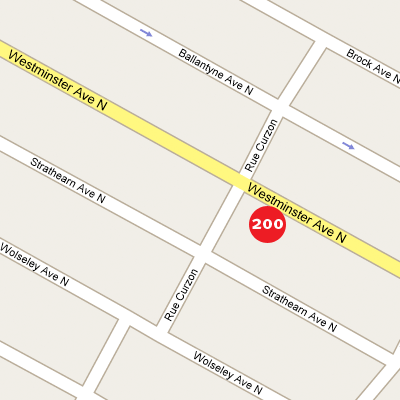 Ballantyne Ave N
Brock Ave N
Westminster Ave N
Rue Curzon
Strathearn Ave N
Westminster Ave N
200
Wolseley Ave N
Rue Curzon
Strathearn Ave N
Wolseley Ave N